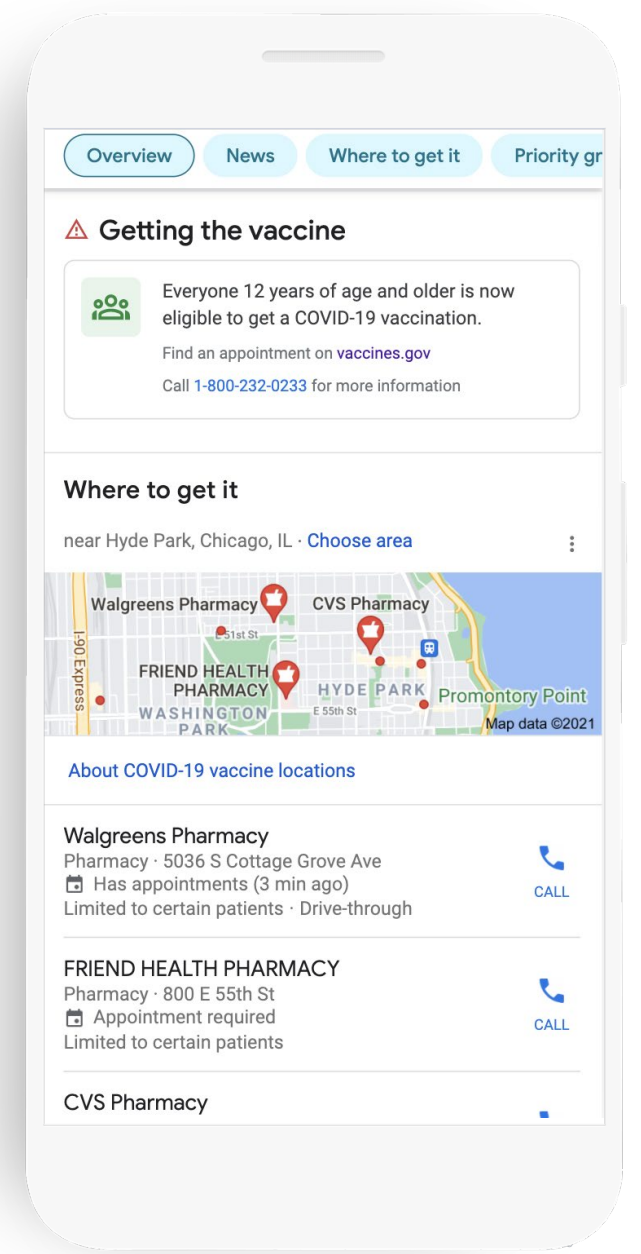 Overview News Where to get it Priority gr
Getting the vaccine
Everyone 12 years of age and older is now
eligible to get a COVID-19 vaccination.
Find an appointment on vaccines.gov
Call 1-800-232-0233 for more information
Where to get it
near Hyde Park, Chicago, IL · Choose area
Walgreens Pharmacy
CVS Pharmacy
E 51st St
I-90 Express
FRIEND HEALTH
PHARMACY
HYDE PARK
Promontory Point
WASHINGTON
PARK
E 55th St
Map data ©2021
About COVID-19 vaccine locations
Walgreens Pharmacy
Pharmacy · 5036 S Cottage Grove Ave
Has appointments (3 min ago)
Limited to certain patients · Drive-through
CALL
FRIEND HEALTH PHARMACY
Pharmacy · 800 E 55th St
Appointment required
Limited to certain patients
CALL
CVS Pharmacy